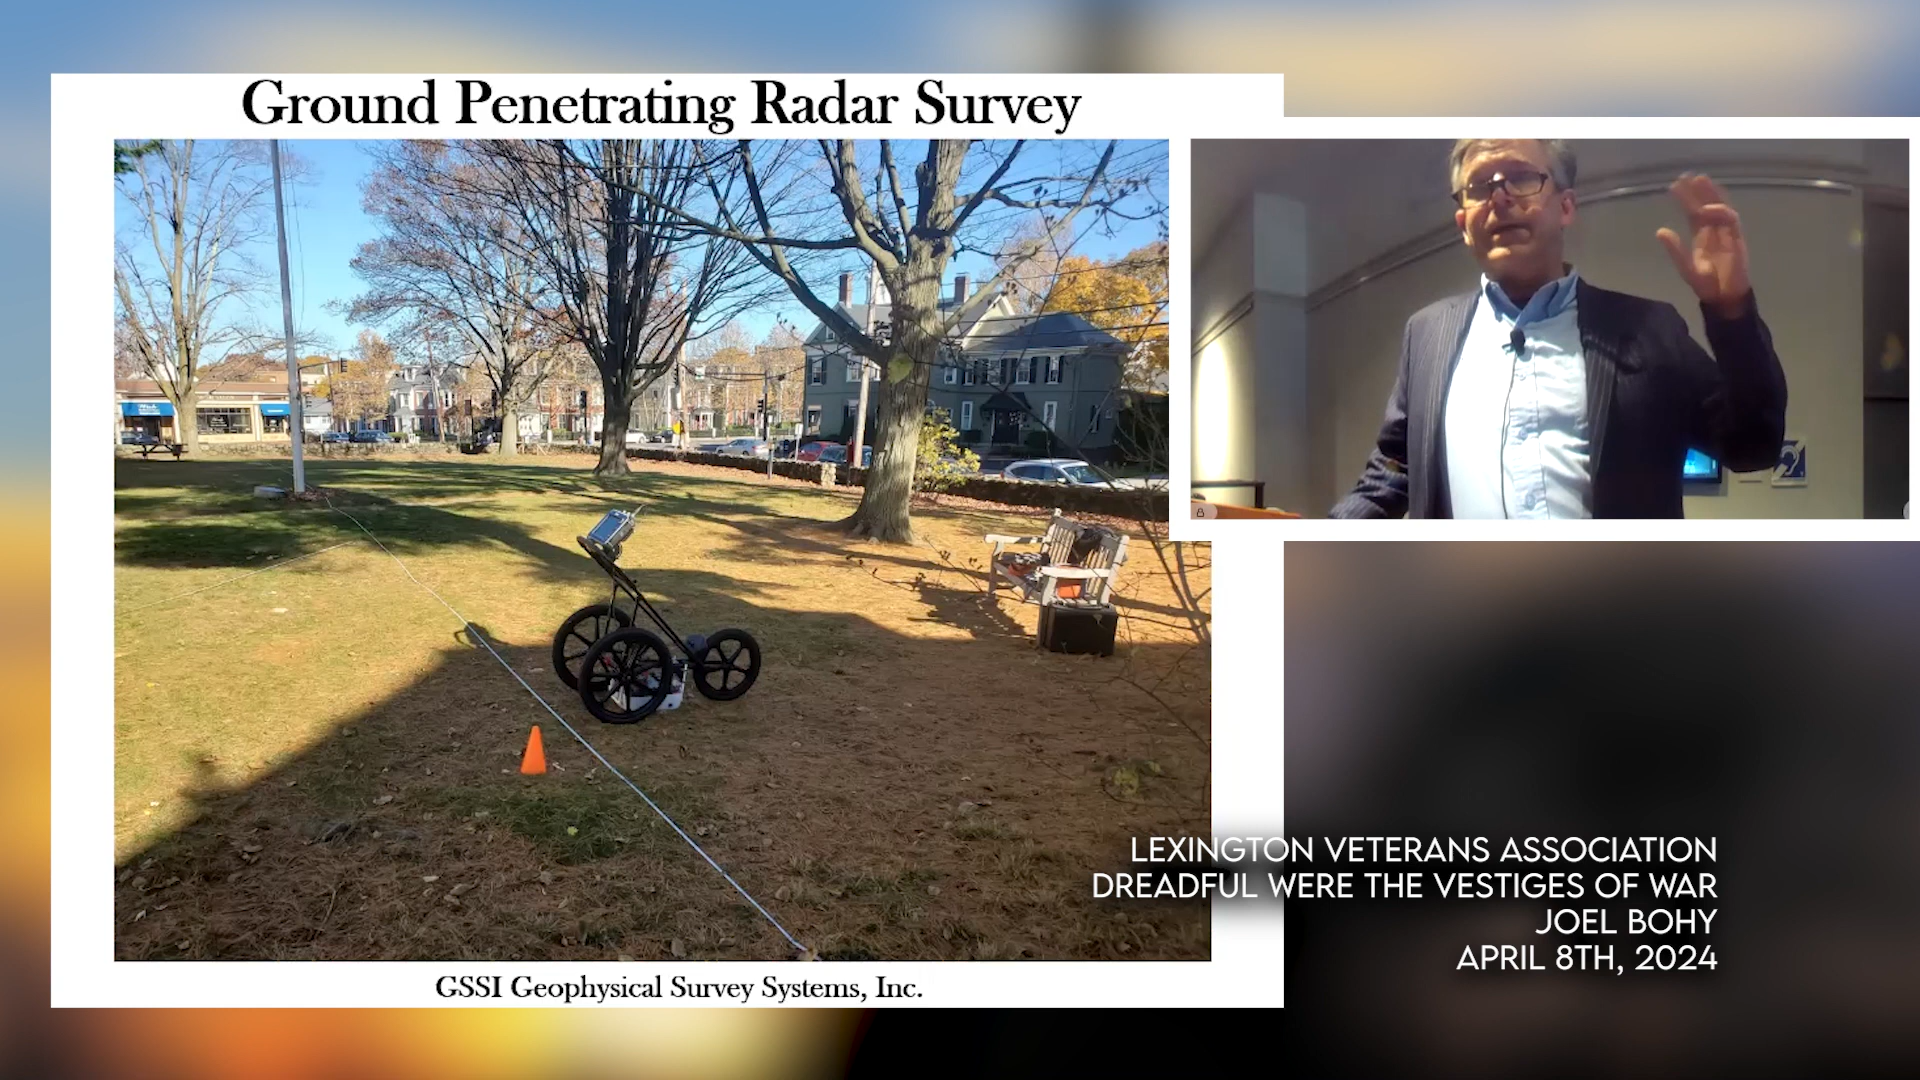 Ground Penetrating Radar Survey
GSSI Geophysical Survey Systems, Inc.
LEXINGTON VETERANS ASSOCIATION
DREADFUL WERE THE VESTIGES OF WAR
JOEL BOHY
APRIL 8TH, 2024